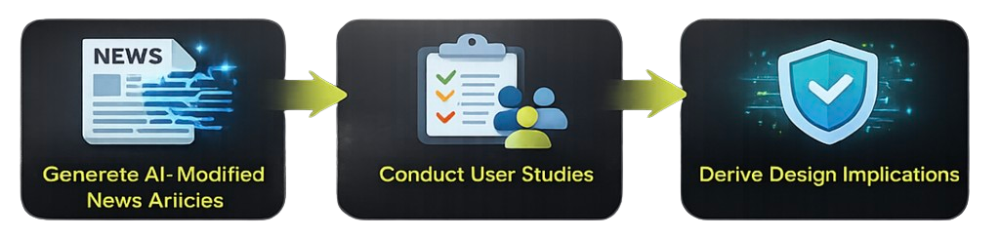 NEWS
Generete AI-Modified
News Ariicies
Conduct User Studies
Derive Design Implications